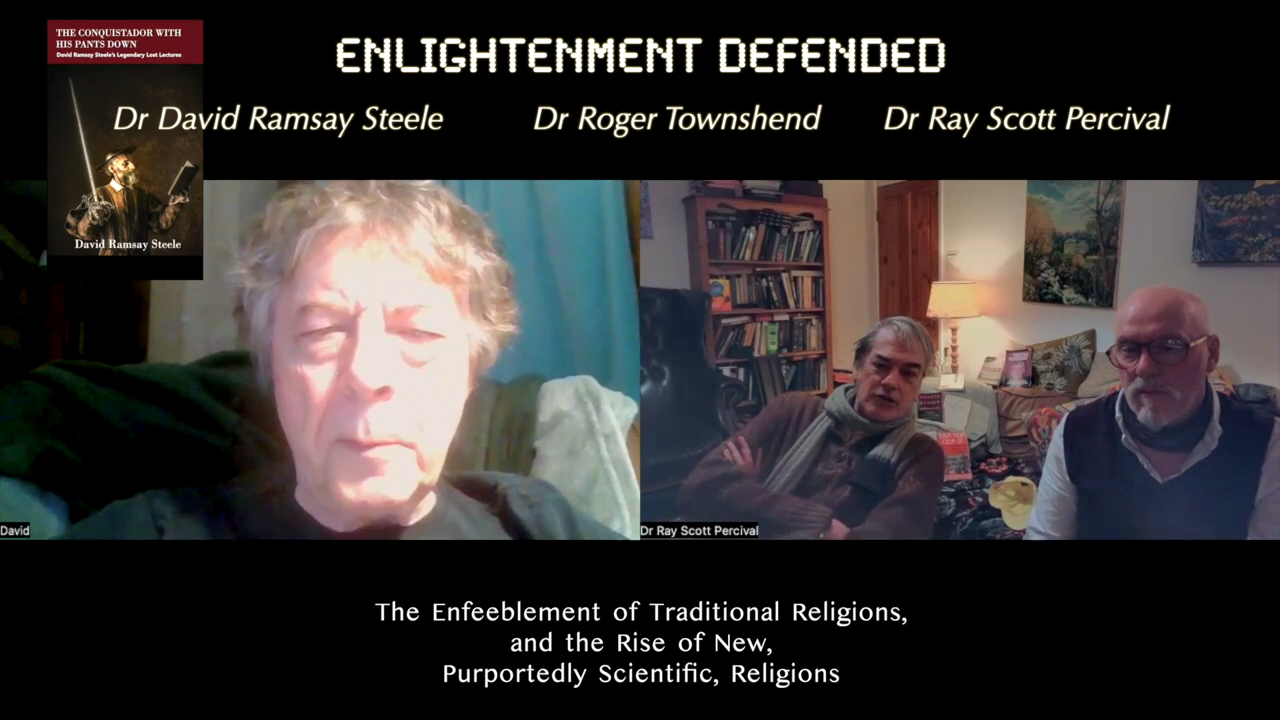 THE CONQUISTADOR WITH
HIS PANTS DOWN
David Ramsay Steele's Legendary Lost Lectures
David Ramsay Steele
ENLIGHTENMENT DEFENDED
Dr David Ramsay Steele
Dr Roger Townshend
Dr Ray Scott Percival
David
Dr Ray Scott Percival
The Enfeeblement of Traditional Religions,
and the Rise of New,
Purportedly Scientific, Religions